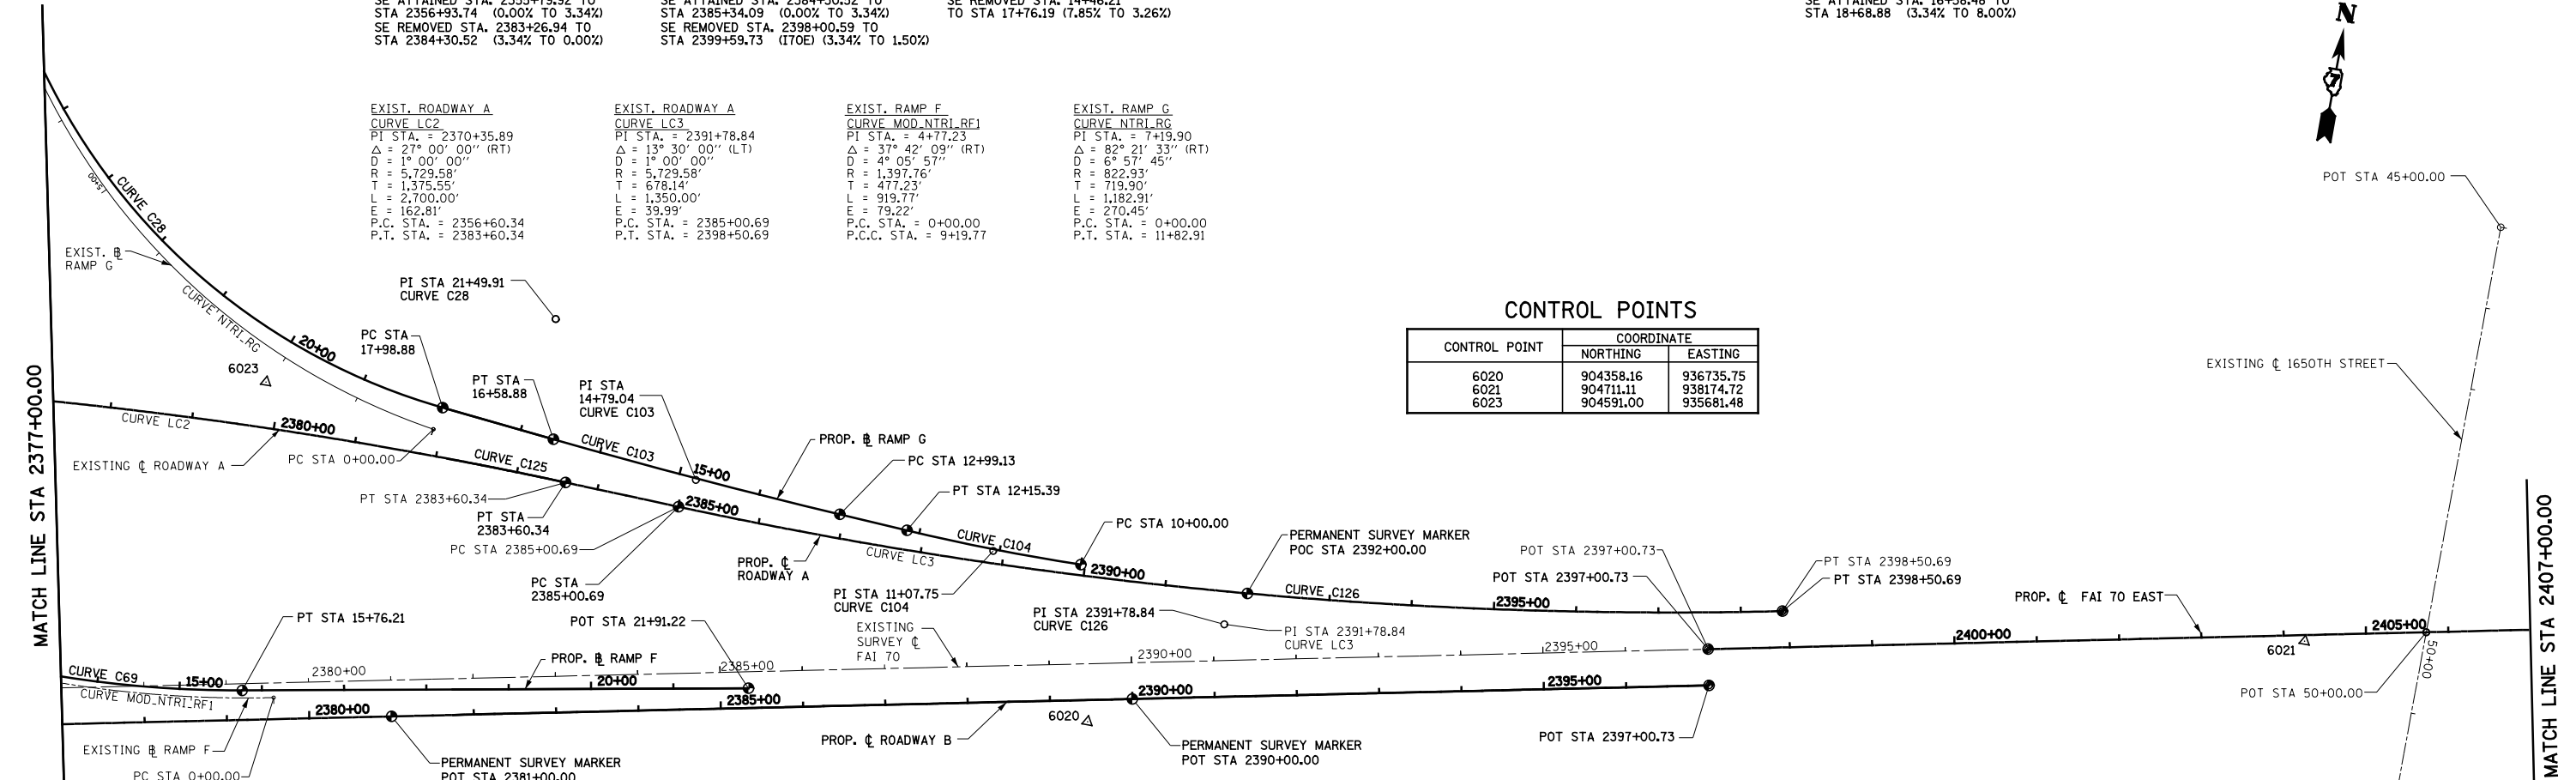 SE ATTAINED STA. 2355+79.92 TO
STA 2356+93.74 (0.00% TO 3.34%)
SE REMOVED STA. 2383+26.94 TO
STA 2384+30.52 (3.34% TO 0.00%)
SE ATTAINED STA. 2384+30.52 TO
STA 2385+34.09 (0.00% TO 3.34%)
SE REMOVED STA. 2398+00.59 TO
STA 2399+59.73 (I70E) (3.34% TO 1.50%)
SE REMOVED STA. 14+46.21
TO STA 17+76.19 (7.85% TO 3.26%)
SE ATTAINED STA. 16+58.48 TO
STA 18+68.88 (3.34% TO 8.00%)
N
7
EXIST. ROADWAY A
CURVE LC2
PI STA. = 2370+35.89
△ = 27° 00' 00'' (RT)
D = 1° 00' 00''
R = 5,729.58'
T = 1,375.55'
L = 2,700.00'
E = 162.81'
P.C. STA. = 2356+60.34
P.T. STA. = 2383+60.34
EXIST. ROADWAY A
CURVE LC3
PI STA. = 2391+78.84
△ = 13° 30' 00'' (LT)
D = 1° 00' 00''
R = 5,729.58'
T = 678.14'
L = 1,350.00'
E = 39.99'
P.C. STA. = 2385+00.69
P.T. STA. = 2398+50.69
EXIST. RAMP F
CURVE MOD_NTRI_RF1
PI STA. = 4+77.23
△ = 37° 42' 09'' (RT)
D = 4° 05' 57''
R = 1,397.76'
T = 477.23'
L = 919.77'
E = 79.22'
P.C. STA. = 0+00.00
P.C.C. STA. = 9+19.77
EXIST. RAMP G
CURVE NTRI_RG
PI STA. = 7+19.90
△ = 82° 21' 33'' (RT)
D = 6° 57' 45''
R = 822.93'
T = 719.90'
L = 1,182.91'
E = 270.45'
P.C. STA. = 0+00.00
P.T. STA. = 11+82.91
POT STA 45+00.00
CURVE C28
EXIST. ⅊
RAMP G
CURVE NTRI_RG
PI STA 21+49.91
CURVE C28
20+00
PC STA
17+98.88
6023
PT STA
16+58.88
PI STA
14+79.04
CURVE C103
CONTROL POINTS
CONTROL POINT
COORDINATE
NORTHING EASTING
6020 904358.16 936735.75
6021 904711.11 938174.72
6023 904591.00 935681.48
EXISTING ℄ 1650TH STREET
MATCH LINE STA 2377+00.00
CURVE LC2
2380+00
EXISTING ℄ ROADWAY A
PC STA 0+00.00
CURVE C125
CURVE C103
15+00
PROP. ⅊ RAMP G
PC STA 12+99.13
PT STA 12+15.39
PT STA 2383+60.34
PT STA
2383+60.34
2385+00
PC STA 2385+00.69
PC STA
2385+00.69
PROP. ℄
ROADWAY A
CURVE LC3
CURVE C104
PC STA 10+00.00
2390+00
PI STA 11+07.75
CURVE C104
PERMANENT SURVEY MARKER
POC STA 2392+00.00
CURVE C126
2395+00
PI STA 2391+78.84
CURVE C126
PI STA 2391+78.84
CURVE LC3
POT STA 2397+00.73
POT STA 2397+00.73
PT STA 2398+50.69
PT STA 2398+50.69
PROP. ℄ FAI 70 EAST
2400+00
2405+00
6021
50+00
POT STA 50+00.00
MATCH LINE STA 2407+00.00
PT STA 15+76.21
POT STA 21+91.22
EXISTING
SURVEY ℄
FAI 70
CURVE C69
15+00
2380+00
PROP. ⅊ RAMP F
20+00
2385+00
2390+00
2395+00
CURVE MOD_NTRI_RF1
2380+00
2385+00
2390+00
2395+00
EXISTING ⅊ RAMP F
PC STA 0+00.00
PERMANENT SURVEY MARKER
POT STA 2381+00.00
PROP. ℄ ROADWAY B
6020
PERMANENT SURVEY MARKER
POT STA 2390+00.00
POT STA 2397+00.73